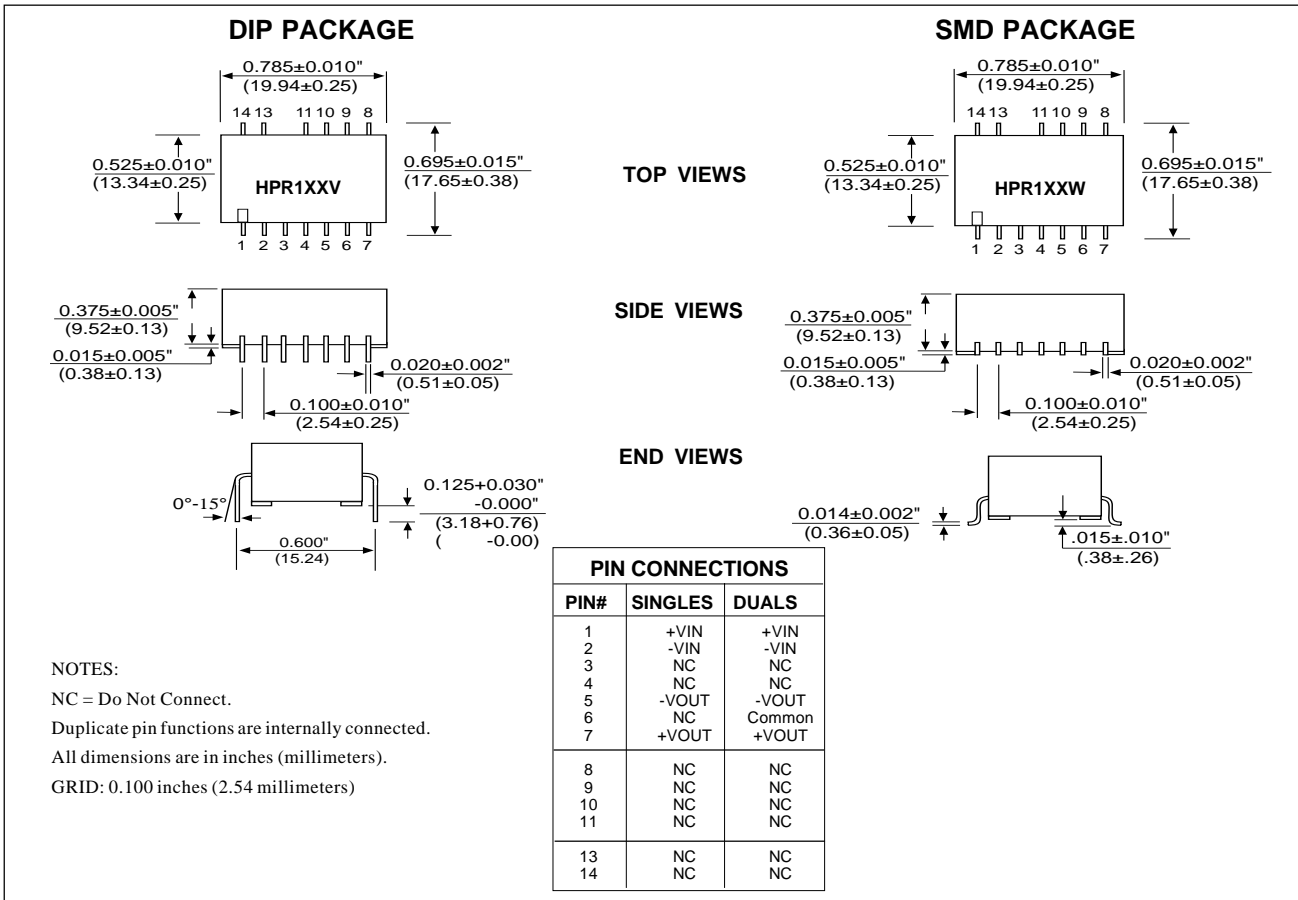 DIP PACKAGE
0.785±0.010"
(19.94±0.25)
14 13 11 10 9 8
0.525±0.010"
(13.34±0.25)
HPR1XXV
0.695±0.015"
(17.65±0.38)
1 2 3 4 5 6 7
TOP VIEWS
SMD PACKAGE
0.785±0.010"
(19.94±0.25)
14 13 11 10 9 8
0.525±0.010"
(13.34±0.25)
HPR1XXW
0.695±0.015"
(17.65±0.38)
1 2 3 4 5 6 7
0.375±0.005"
(9.52±0.13)
0.015±0.005"
(0.38±0.13)
0.020±0.002"
(0.51±0.05)
0.100±0.010"
(2.54±0.25)
SIDE VIEWS
0.375±0.005"
(9.52±0.13)
0.015±0.005"
(0.38±0.13)
0.020±0.002"
(0.51±0.05)
0.100±0.010"
(2.54±0.25)
END VIEWS
0°-15°
0.125+0.030"
-0.000"
(3.18+0.76)
( -0.00)
0.600"
(15.24)
0.014±0.002"
(0.36±0.05)
.015±.010"
(.38±.26)
PIN CONNECTIONS
PIN# SINGLES DUALS
1 +VIN +VIN
2 -VIN -VIN
3 NC NC
4 NC NC
5 -VOUT -VOUT
6 NC Common
7 +VOUT +VOUT
8 NC NC
9 NC NC
10 NC NC
11 NC NC
13 NC NC
14 NC NC
NOTES:
NC = Do Not Connect.
Duplicate pin functions are internally connected.
All dimensions are in inches (millimeters).
GRID: 0.100 inches (2.54 millimeters)